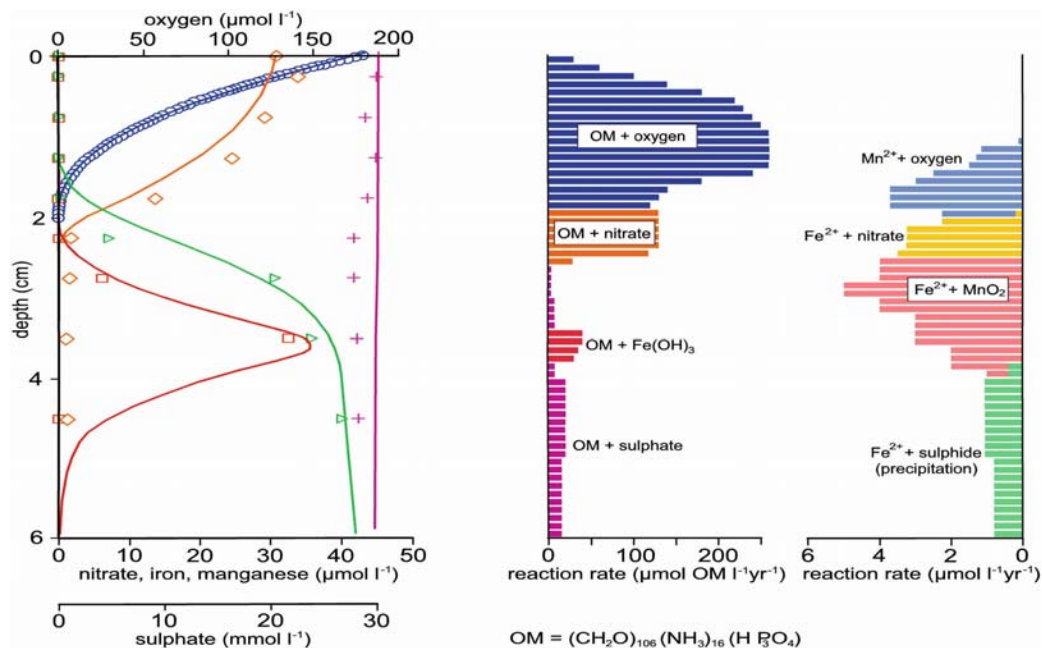 oxygen (µmol l⁻¹)
0 50 100 150 200
0
2
4
6
depth (cm)
0 10 20 30 40 50
nitrate, iron, manganese (µmol l⁻¹)
0 10 20 30
sulphate (mmol l⁻¹)
OM + oxygen
OM + nitrate
OM + Fe(OH)₃
OM + sulphate
0 100 200
reaction rate (µmol OM l⁻¹yr⁻¹)
Mn²⁺+ oxygen
Fe²⁺ + nitrate
Fe²⁺+ MnO₂
Fe²⁺ + sulphide
(precipitation)
6 4 2 0
reaction rate (µmol l⁻¹yr⁻¹)
OM = (CH₂O)₁₀₆(NH₃)₁₆(H₃PO₄)